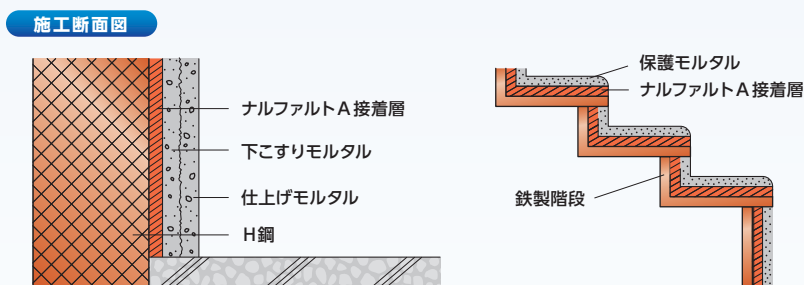 施工断面図
ナルファルトA接着層
下こすりモルタル
仕上げモルタル
H鋼
保護モルタル
ナルファルトA接着層
鉄製階段